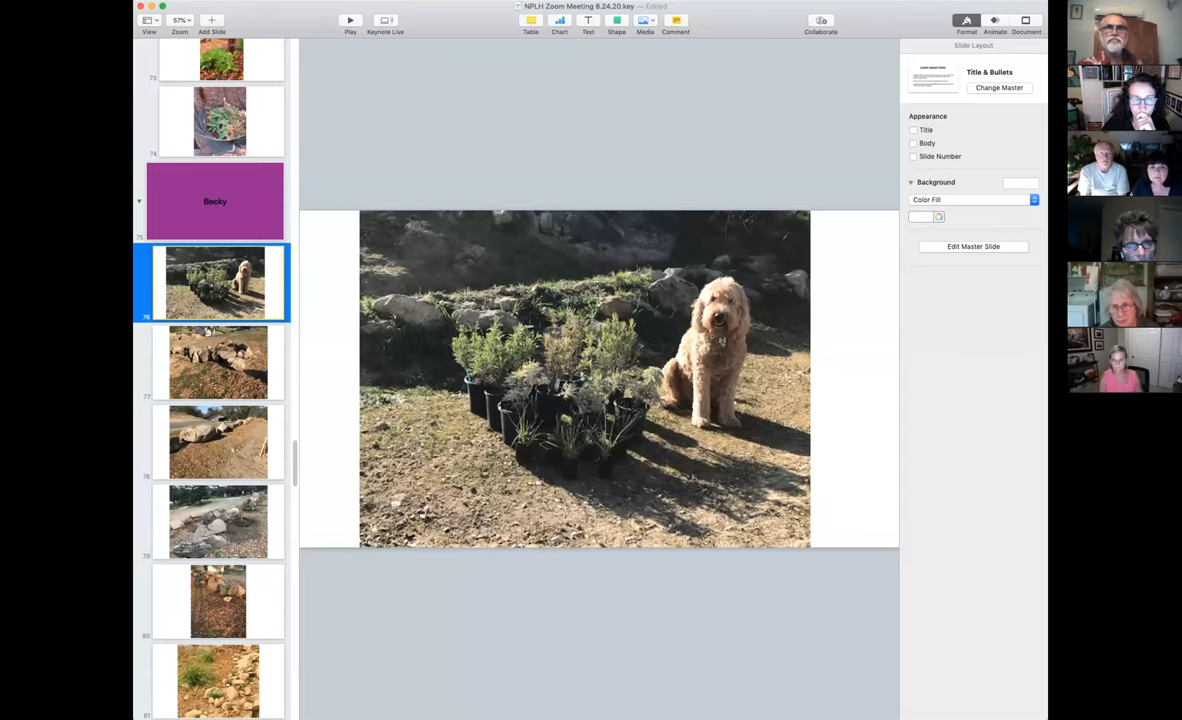 NPLH Zoom Meeting 8.24.20.key — Edited
57%
View Zoom Add Slide
Play Keynote Live
Table Chart Text Shape Media Comment
Collaborate
Format Animate Document
73
74
Becky
75
76
77
78
79
80
81
Slide Layout
Title & Bullets
Change Master
Appearance
Title
Body
Slide Number
Background
Color Fill
Edit Master Slide